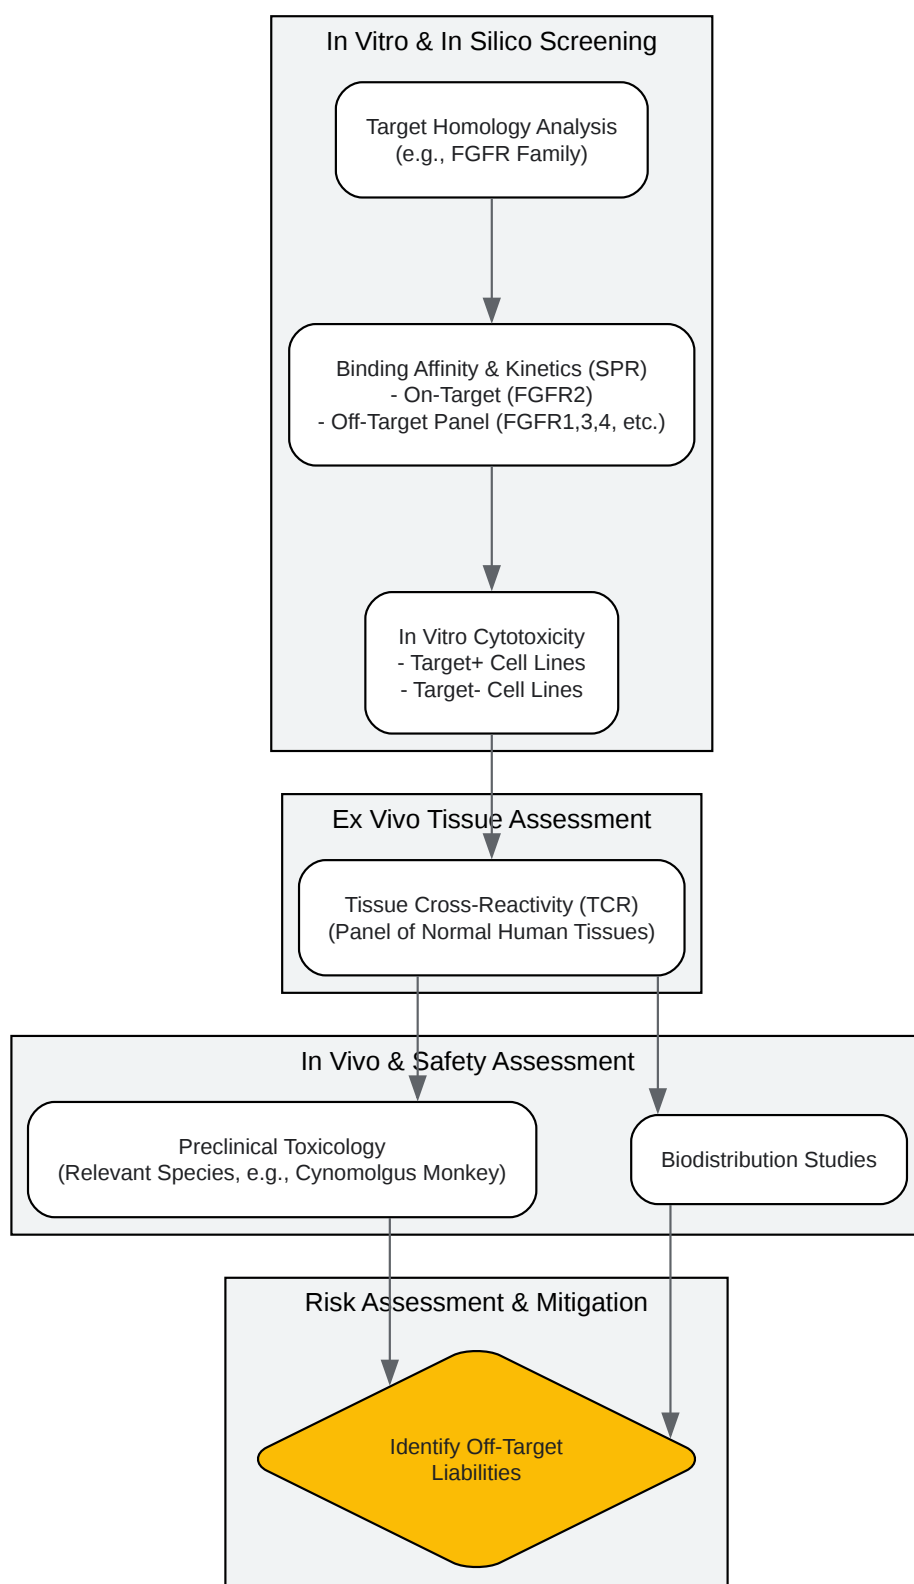 In Vitro & In Silico Screening
Target Homology Analysis
(e.g., FGFR Family)
Binding Affinity & Kinetics (SPR)
- On-Target (FGFR2)
- Off-Target Panel (FGFR1,3,4, etc.)
In Vitro Cytotoxicity
- Target+ Cell Lines
- Target- Cell Lines
Ex Vivo Tissue Assessment
Tissue Cross-Reactivity (TCR)
(Panel of Normal Human Tissues)
In Vivo & Safety Assessment
Preclinical Toxicology
(Relevant Species, e.g., Cynomolgus Monkey)
Biodistribution Studies
Risk Assessment & Mitigation
Identify Off-Target
Liabilities